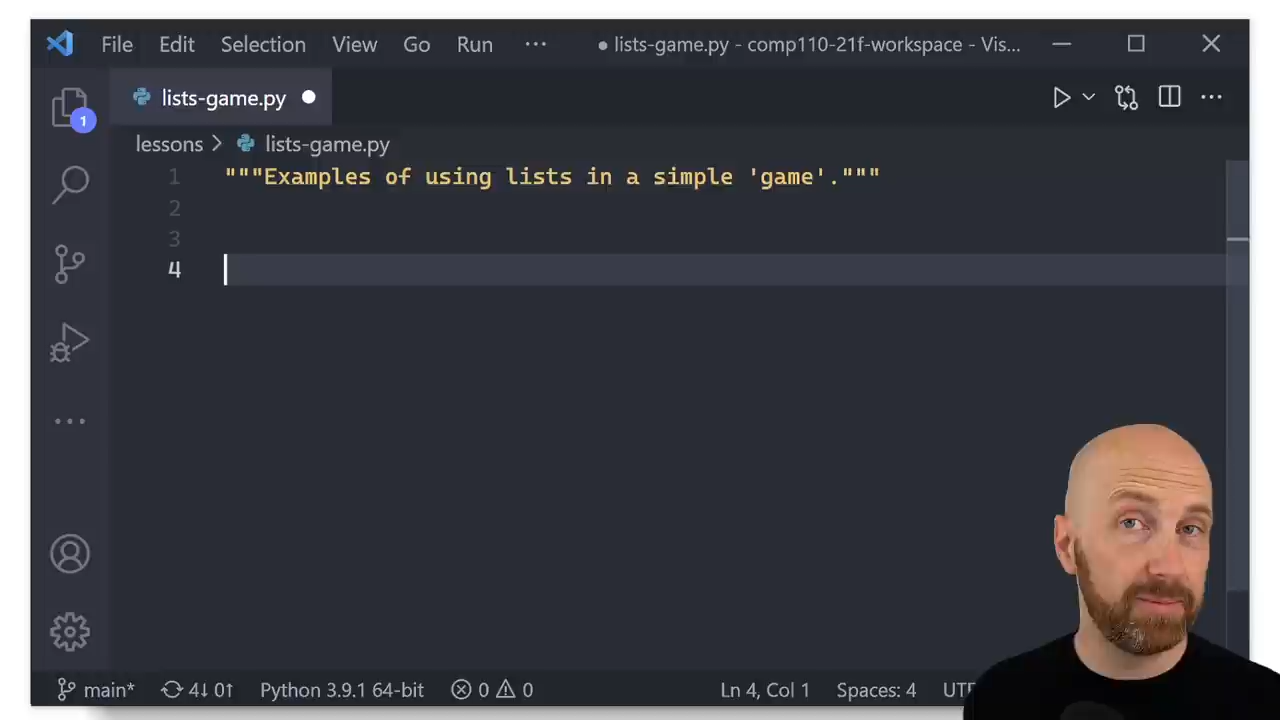 File Edit Selection View Go Run ··· ● lists-game.py - comp110-21f-workspace - Vis...
lists-game.py
1
lessons > lists-game.py
1 """Examples of using lists in a simple 'game'."""
2
3
4
main* 4↓ 0↑ Python 3.9.1 64-bit 0 0 Ln 4, Col 1 Spaces: 4